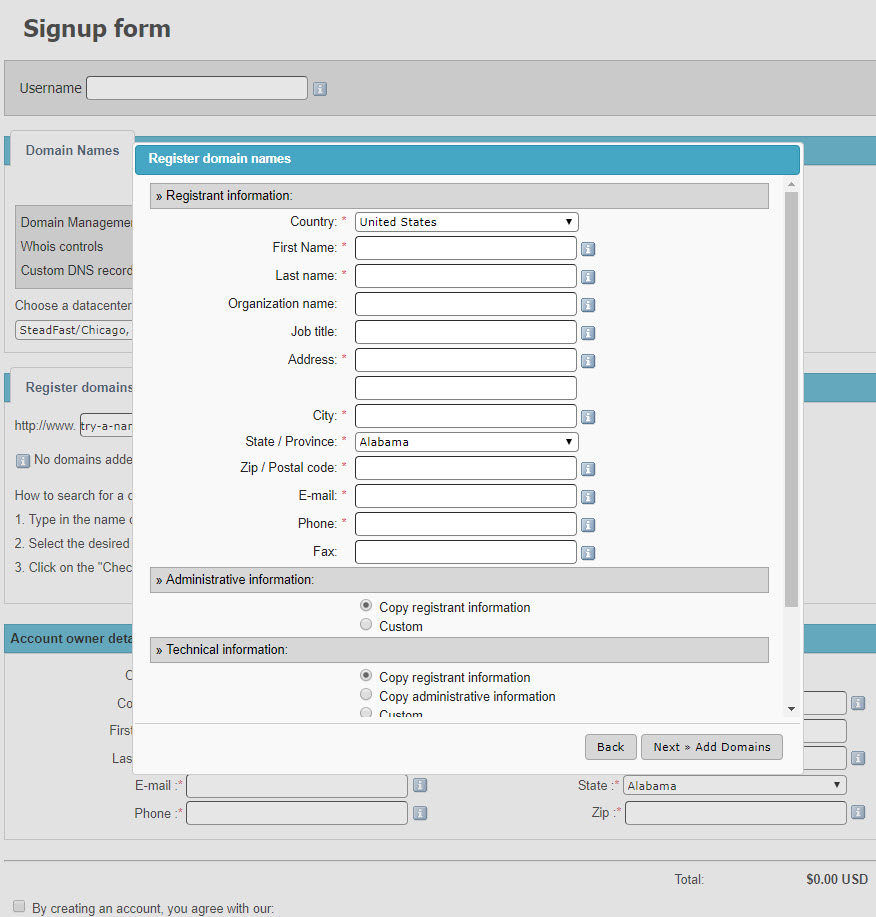 Signup form
Username
Domain Names
Register domain names
» Registrant information:
Country: * United States
First Name: *
Last name: *
Organization name:
Job title:
Address: *
City: *
State / Province: * Alabama
Zip / Postal code: *
E-mail: *
Phone: *
Fax:
» Administrative information:
Copy registrant information
Custom
» Technical information:
Copy registrant information
Copy administrative information
Custom
Back
Next » Add Domains
Domain Managemen
Whois controls
Custom DNS record
Choose a datacenter
SteadFast/Chicago,
Register domains
http://www. try-a-nam
No domains adde
How to search for a d
1. Type in the name o
2. Select the desired
3. Click on the "Chec
Account owner deta
C
Co
First
Las
E-mail :*
State :* Alabama
Phone :*
Zip :*
Total: $0.00 USD
By creating an account, you agree with our: